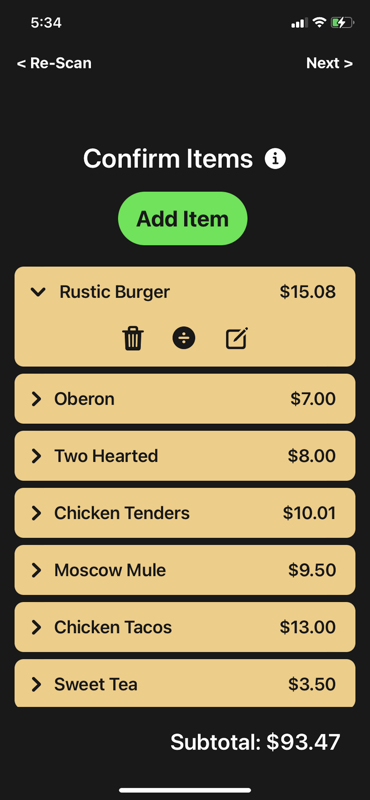 5:34
< Re-Scan Next >
Confirm Items
Add Item
Rustic Burger $15.08
Oberon $7.00
Two Hearted $8.00
Chicken Tenders $10.01
Moscow Mule $9.50
Chicken Tacos $13.00
Sweet Tea $3.50
Subtotal: $93.47